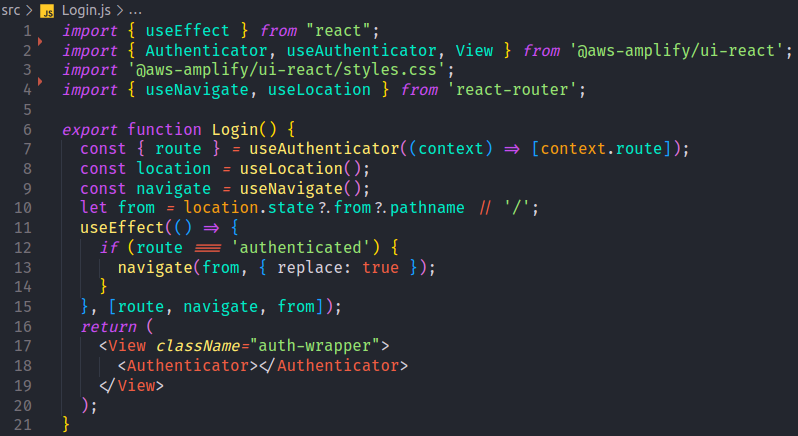 src > JS Login.js > ...
1 import { useEffect } from "react";
2 import { Authenticator, useAuthenticator, View } from '@aws-amplify/ui-react';
3 import '@aws-amplify/ui-react/styles.css';
4 import { useNavigate, useLocation } from 'react-router';
5
6 export function Login() {
7   const { route } = useAuthenticator((context) => [context.route]);
8   const location = useLocation();
9   const navigate = useNavigate();
10   let from = location.state?.from?.pathname || '/';
11   useEffect(() => {
12     if (route === 'authenticated') {
13       navigate(from, { replace: true });
14     }
15   }, [route, navigate, from]);
16   return (
17     <View className="auth-wrapper">
18       <Authenticator></Authenticator>
19     </View>
20   );
21 }